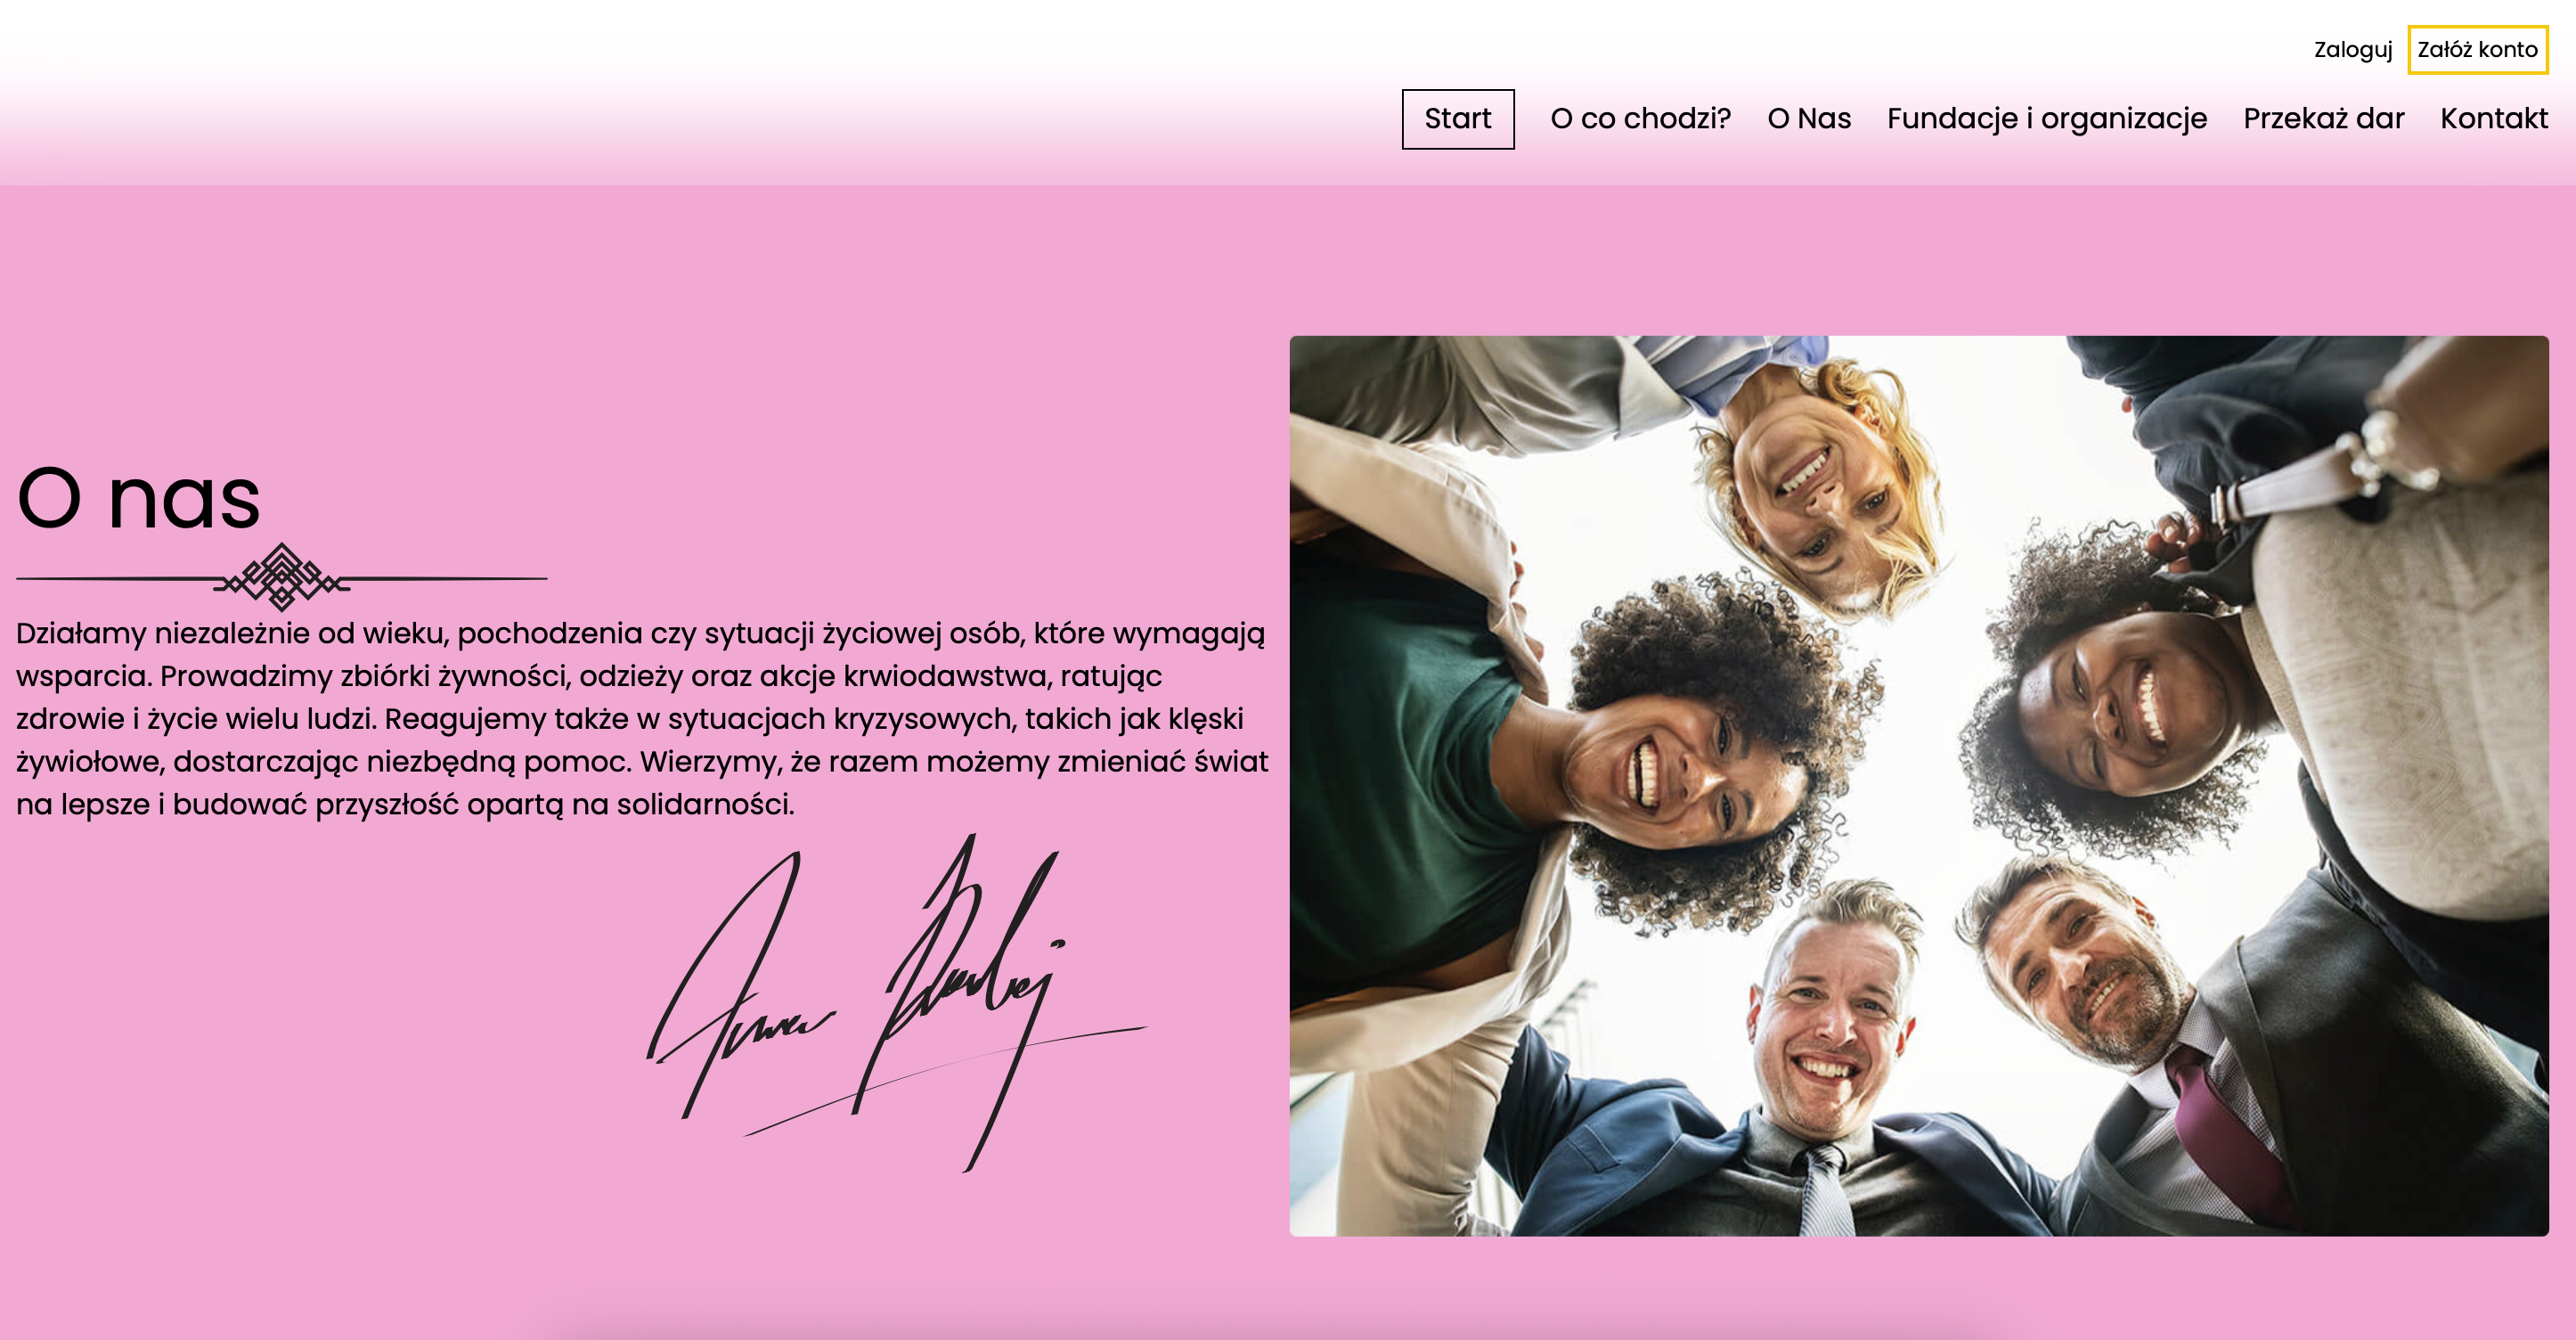 Zaloguj Załóż konto
Start O co chodzi? O Nas Fundacje i organizacje Przekaż dar Kontakt
O nas
Działamy niezależnie od wieku, pochodzenia czy sytuacji życiowej osób, które wymagają
wsparcia. Prowadzimy zbiórki żywności, odzieży oraz akcje krwiodawstwa, ratując
zdrowie i życie wielu ludzi. Reagujemy także w sytuacjach kryzysowych, takich jak klęski
żywiołowe, dostarczając niezbędną pomoc. Wierzymy, że razem możemy zmieniać świat
na lepsze i budować przyszłość opartą na solidarności.